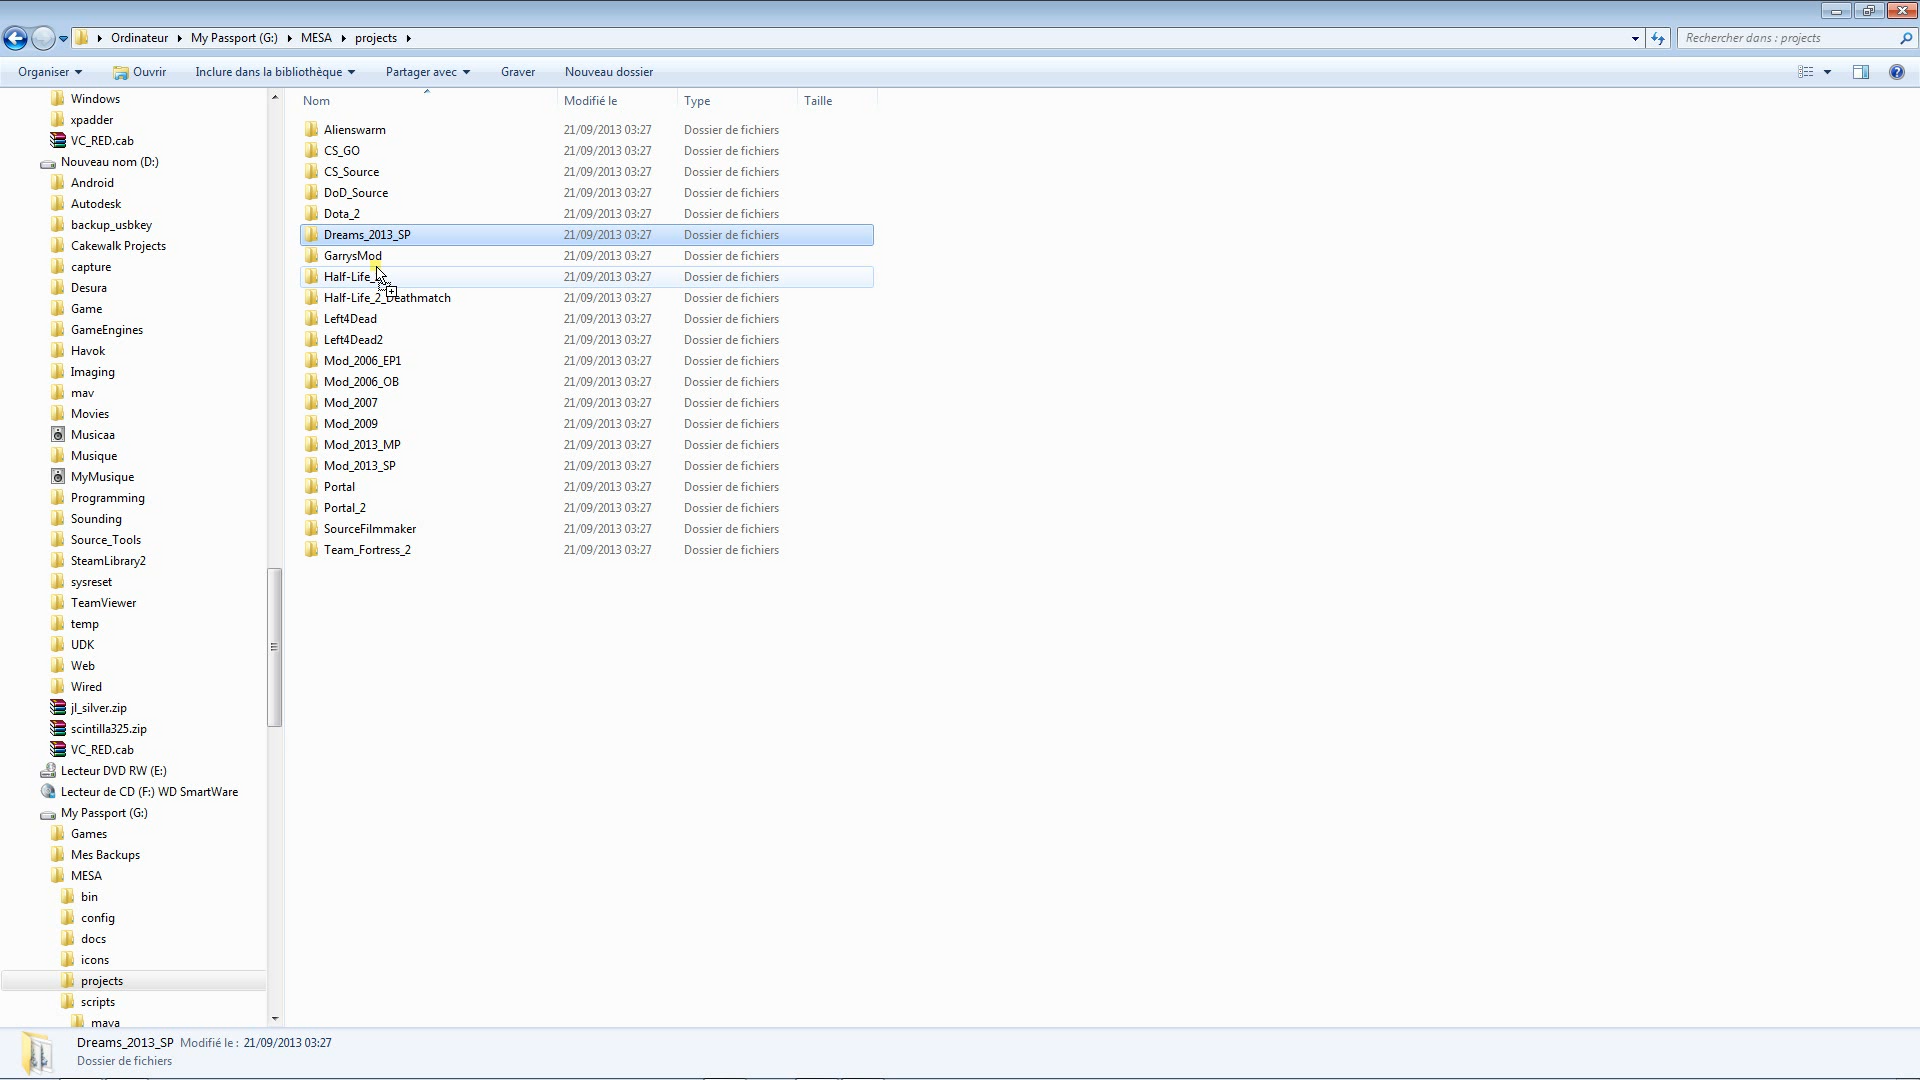 Ordinateur My Passport (G:) MESA projects
Rechercher dans : projects
Organiser Ouvrir Inclure dans la bibliothèque Partager avec Graver Nouveau dossier
Windows
xpadder
VC_RED.cab
Nouveau nom (D:)
Android
Autodesk
backup_usbkey
Cakewalk Projects
capture
Desura
Game
GameEngines
Havok
Imaging
mav
Movies
Musicaa
Musique
MyMusique
Programming
Sounding
Source_Tools
SteamLibrary2
sysreset
TeamViewer
temp
UDK
Web
Wired
jl_silver.zip
scintilla325.zip
VC_RED.cab
Lecteur DVD RW (E:)
Lecteur de CD (F:) WD SmartWare
My Passport (G:)
Games
Mes Backups
MESA
bin
config
docs
icons
projects
scripts
maya
Nom Modifié le Type Taille
Alienswarm 21/09/2013 03:27 Dossier de fichiers
CS_GO 21/09/2013 03:27 Dossier de fichiers
CS_Source 21/09/2013 03:27 Dossier de fichiers
DoD_Source 21/09/2013 03:27 Dossier de fichiers
Dota_2 21/09/2013 03:27 Dossier de fichiers
Dreams_2013_SP 21/09/2013 03:27 Dossier de fichiers
GarrysMod 21/09/2013 03:27 Dossier de fichiers
Half-Life_ 21/09/2013 03:27 Dossier de fichiers
Half-Life_2_Deathmatch 21/09/2013 03:27 Dossier de fichiers
Left4Dead 21/09/2013 03:27 Dossier de fichiers
Left4Dead2 21/09/2013 03:27 Dossier de fichiers
Mod_2006_EP1 21/09/2013 03:27 Dossier de fichiers
Mod_2006_OB 21/09/2013 03:27 Dossier de fichiers
Mod_2007 21/09/2013 03:27 Dossier de fichiers
Mod_2009 21/09/2013 03:27 Dossier de fichiers
Mod_2013_MP 21/09/2013 03:27 Dossier de fichiers
Mod_2013_SP 21/09/2013 03:27 Dossier de fichiers
Portal 21/09/2013 03:27 Dossier de fichiers
Portal_2 21/09/2013 03:27 Dossier de fichiers
SourceFilmmaker 21/09/2013 03:27 Dossier de fichiers
Team_Fortress_2 21/09/2013 03:27 Dossier de fichiers
Dreams_2013_SP Modifié le : 21/09/2013 03:27
Dossier de fichiers